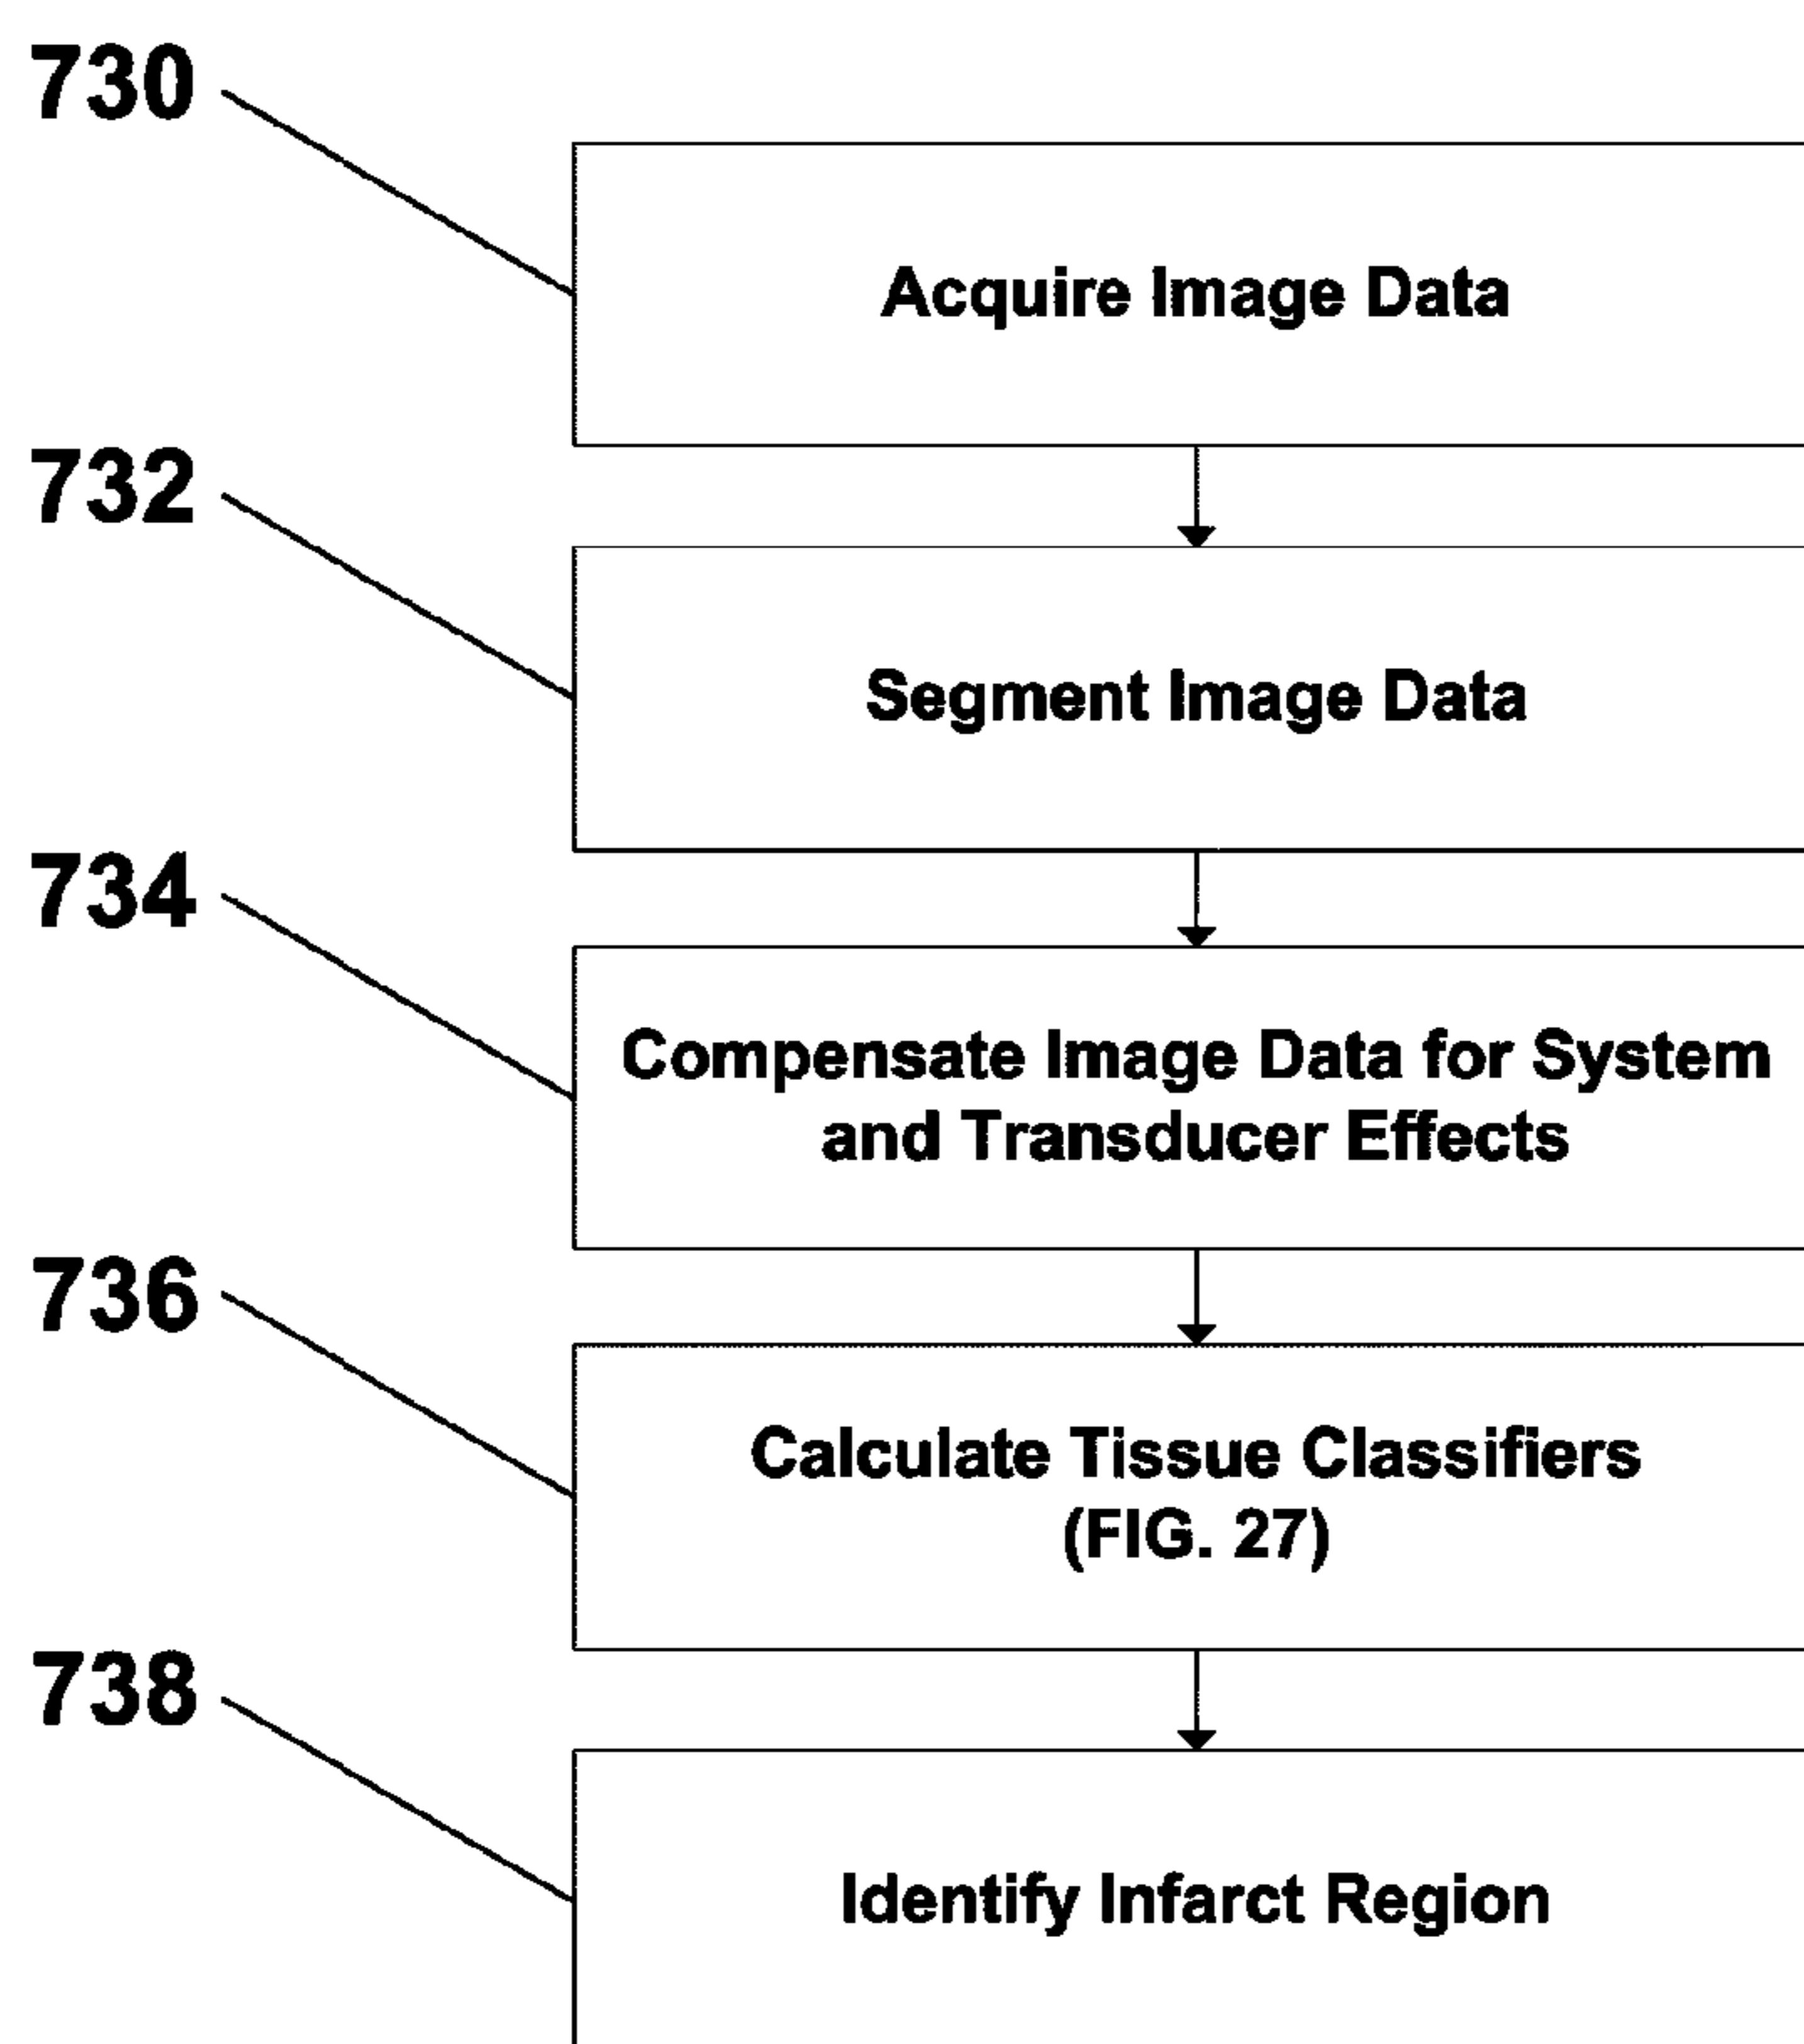 730
Acquire Image Data
732
Segment Image Data
734
Compensate Image Data for System
and Transducer Effects
736
Calculate Tissue Classifiers
(FIG. 27)
738
Identify Infarct Region